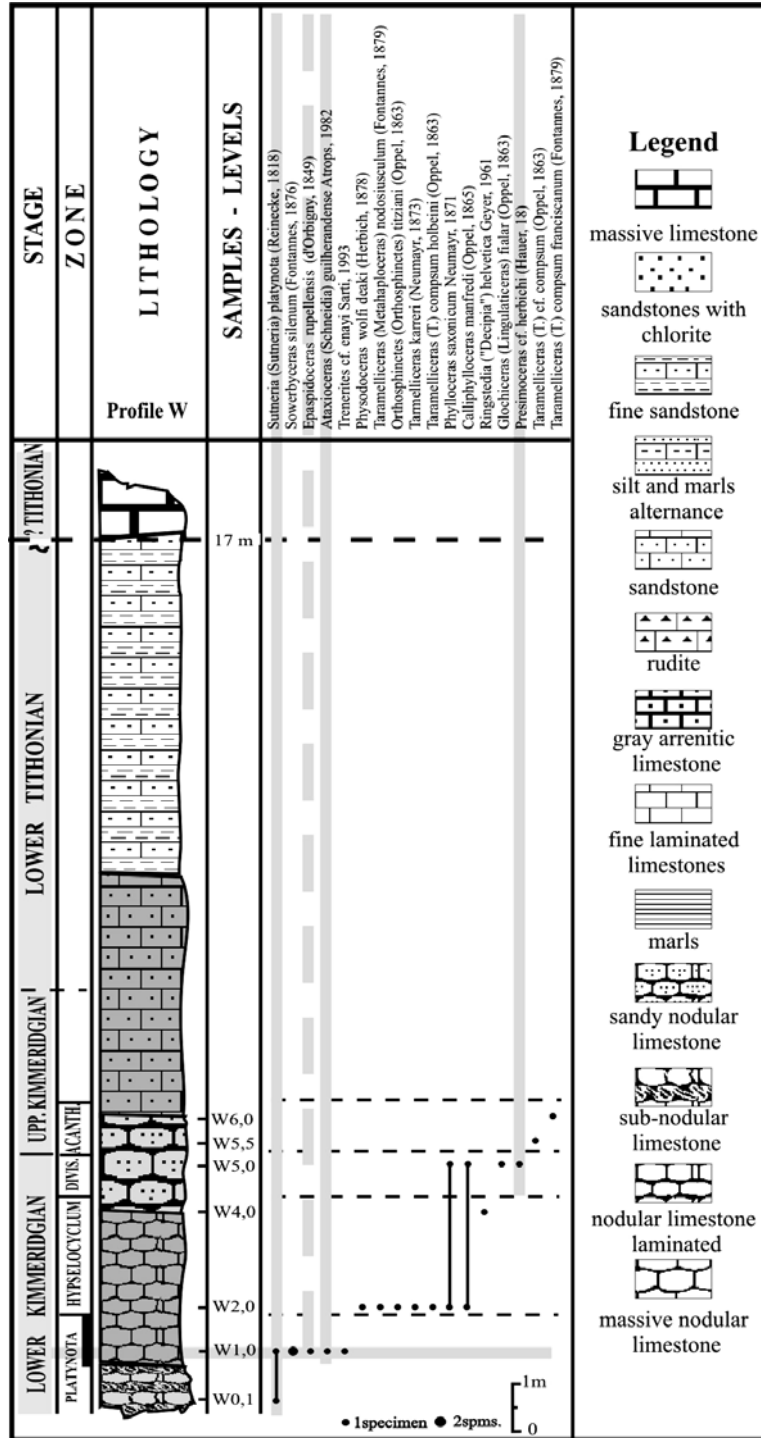 STAGE
ZONE
LITHOLOGY
Profile W
SAMPLES - LEVELS
Sutneria (Sutneria) platynota (Reinecke, 1818)
Sowerbyceras silenum (Fontannes, 1876)
Epaspidoceras rupellensis (d'Orbigny, 1849)
Ataxioceras (Schneidia) guilherandense Atrops, 1982
Trenerites cf. enayi Sarti, 1993
Physodoceras wolfi deaki (Herbich, 1878)
Taramelliceras (Metahaploceras) nodosiusculum (Fontannes, 1879)
Orthosphinctes (Orthosphinctes) titziani (Oppel, 1863)
Tarmelliceras karreri (Neumayr, 1873)
Taramelliceras (T.) compsum holbeini (Oppel, 1863)
Phylloceras saxonicum Neumayr, 1871
Calliphylloceras manfredi (Oppel, 1865)
Ringstedia ("Decipia") helvetica Geyer, 1961
Glochiceras (Lingulaticeras) fialar (Oppel, 1863)
Presimoceras cf. herbichi (Hauer, 18)
Taramelliceras (T.) cf. compsum (Oppel, 1863)
Taramelliceras (T.) compsum franciscanum (Fontannes, 1879)
? TITHONIAN
LOWER TITHONIAN
UPP. KIMMERIDGIAN
LOWER KIMMERIDGIAN
ACANTH.
DIVIS.
HYPSELOCYCLUM
PLATYNOTA
17 m
W6,0
W5,5
W5,0
W4,0
W2,0
W1,0
W0,1
1m
0
1specimen
2spms.
Legend
massive limestone
sandstones with
chlorite
fine sandstone
silt and marls
alternance
sandstone
rudite
gray arrenitic
limestone
fine laminated
limestones
marls
sandy nodular
limestone
sub-nodular
limestone
nodular limestone
laminated
massive nodular
limestone